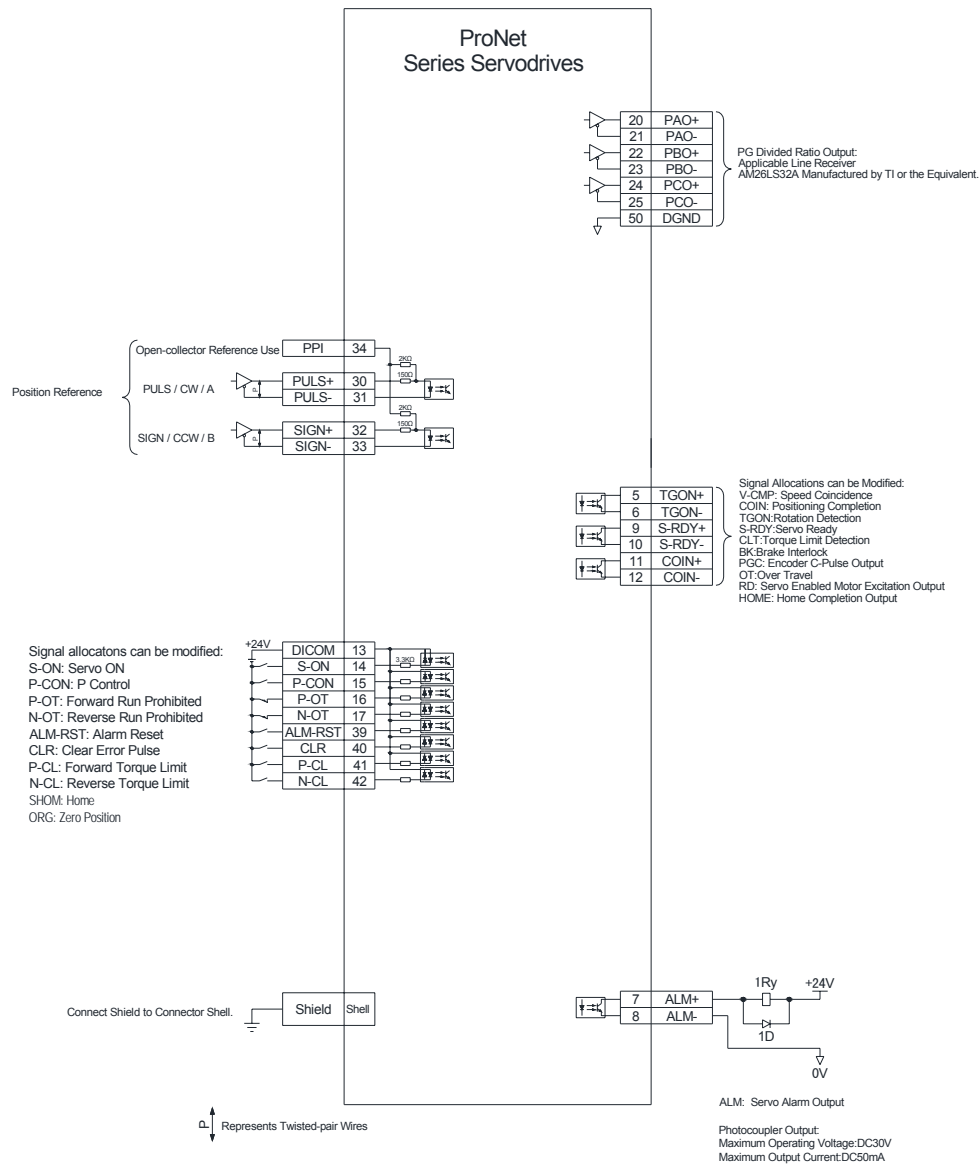 ProNet
Series Servodrives
20 PAO+
21 PAO-
22 PBO+
23 PBO-
24 PCO+
25 PCO-
50 DGND
PG Divided Ratio Output:
Applicable Line Receiver
AM26LS32A Manufactured by TI or the Equivalent.
Position Reference
Open-collector Reference Use PPI 34
2KΩ
150Ω
PULS / CW / A
P
PULS+ 30
PULS- 31
2KΩ
150Ω
SIGN / CCW / B
P
SIGN+ 32
SIGN- 33
5 TGON+
6 TGON-
9 S-RDY+
10 S-RDY-
11 COIN+
12 COIN-
Signal Allocations can be Modified:
V-CMP: Speed Coincidence
COIN: Positioning Completion
TGON:Rotation Detection
S-RDY:Servo Ready
CLT:Torque Limit Detection
BK:Brake Interlock
PGC: Encoder C-Pulse Output
OT:Over Travel
RD: Servo Enabled Motor Excitation Output
HOME: Home Completion Output
Signal allocatons can be modified:
S-ON: Servo ON
P-CON: P Control
P-OT: Forward Run Prohibited
N-OT: Reverse Run Prohibited
ALM-RST: Alarm Reset
CLR: Clear Error Pulse
P-CL: Forward Torque Limit
N-CL: Reverse Torque Limit
SHOM: Home
ORG: Zero Position
+24V
DICOM 13
S-ON 14
P-CON 15
P-OT 16
N-OT 17
ALM-RST 39
CLR 40
P-CL 41
N-CL 42
3.3KΩ
Connect Shield to Connector Shell.
Shield Shell
7 ALM+
8 ALM-
1Ry
+24V
1D
0V
ALM: Servo Alarm Output
Photocoupler Output:
Maximum Operating Voltage:DC30V
Maximum Output Current:DC50mA
P
Represents Twisted-pair Wires